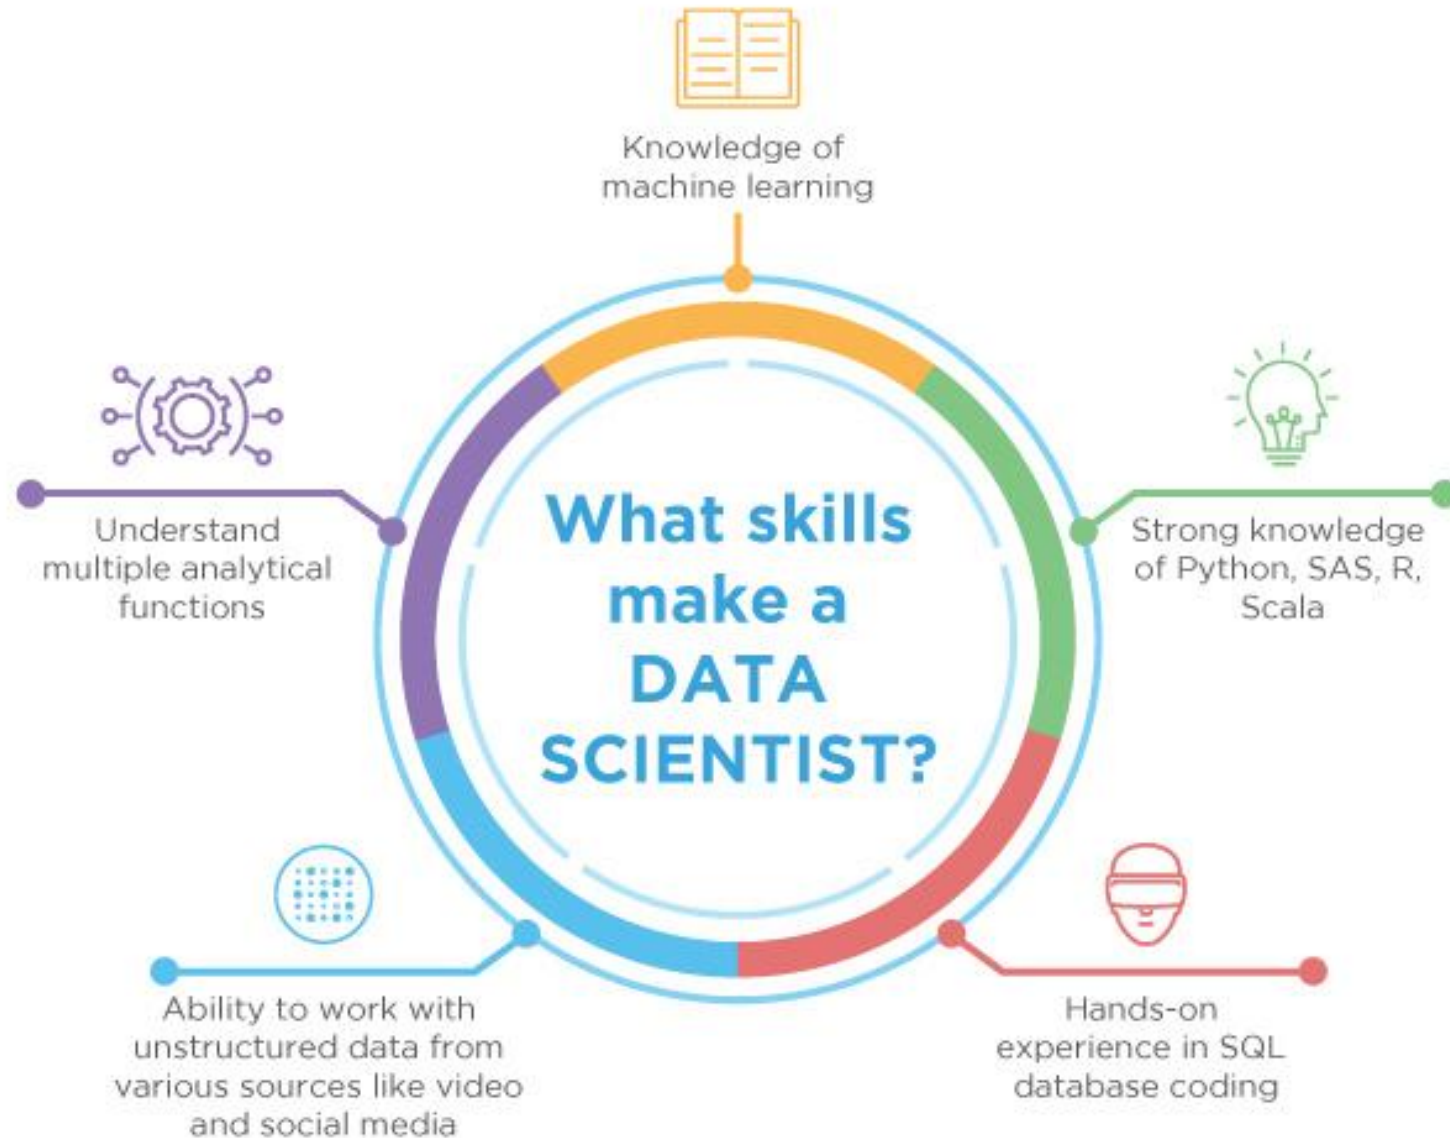 Knowledge of
machine learning
What skills
make a
DATA
SCIENTIST?
Strong knowledge
of Python, SAS, R,
Scala
Hands-on
experience in SQL
database coding
Ability to work with
unstructured data from
various sources like video
and social media
Understand
multiple analytical
functions